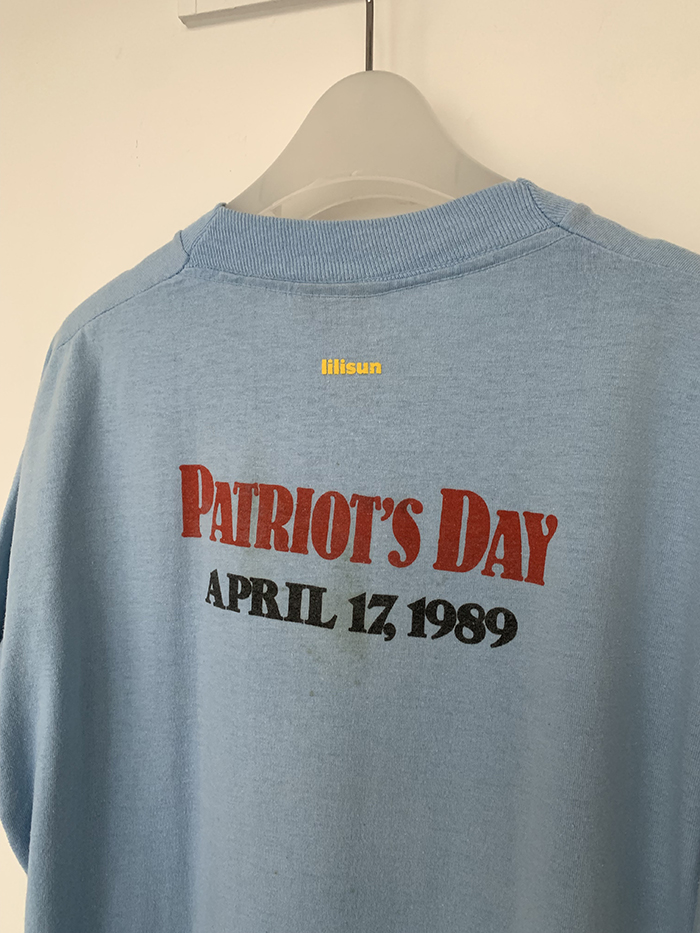 lilisun
PATRIOT'S DAY
APRIL 17, 1989